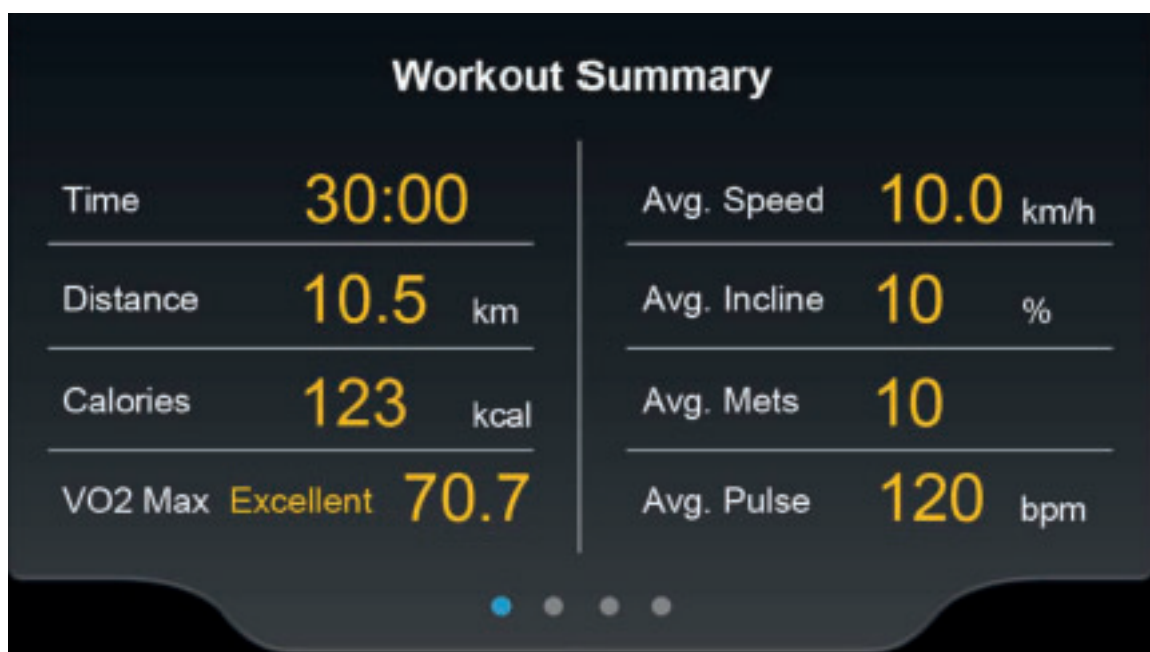 Workout Summary
Time 30:00
Distance 10.5 km
Calories 123 kcal
VO2 Max Excellent 70.7
Avg. Speed 10.0 km/h
Avg. Incline 10 %
Avg. Mets 10
Avg. Pulse 120 bpm